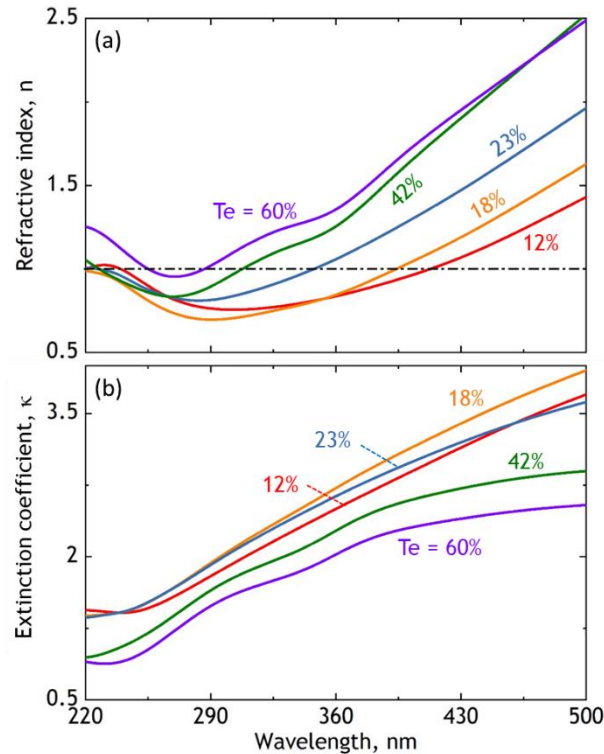 2.5
(a)
Refractive index, n
23%
Te = 60%
42%
1.5
18%
12%
0.5
(b)
3.5
18%
Extinction coefficient, κ
23%
12%
42%
2
Te = 60%
0.5
220 290 360 430 500
Wavelength, nm